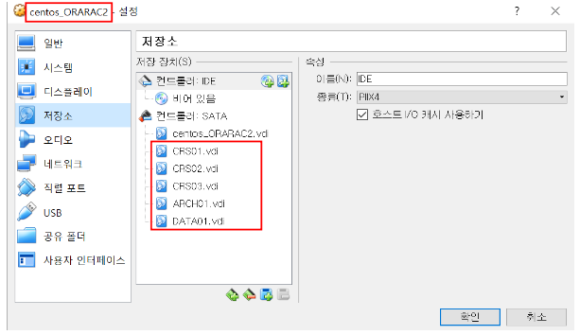 centos_ORARAC2 - 설정
?
×
일반
시스템
디스플레이
저장소
오디오
네트워크
직렬 포트
USB
공유 폴더
사용자 인터페이스
저장소
저장 장치(S)
컨트롤러: IDE
비어 있음
컨트롤러: SATA
centos_ORARAC2.vdi
CRS01.vdi
CRS02.vdi
CRS03.vdi
ARCH01.vdi
DATA01.vdi
속성
이름(N): IDE
종류(T): PIIX4
호스트 I/O 캐시 사용하기
확인
취소